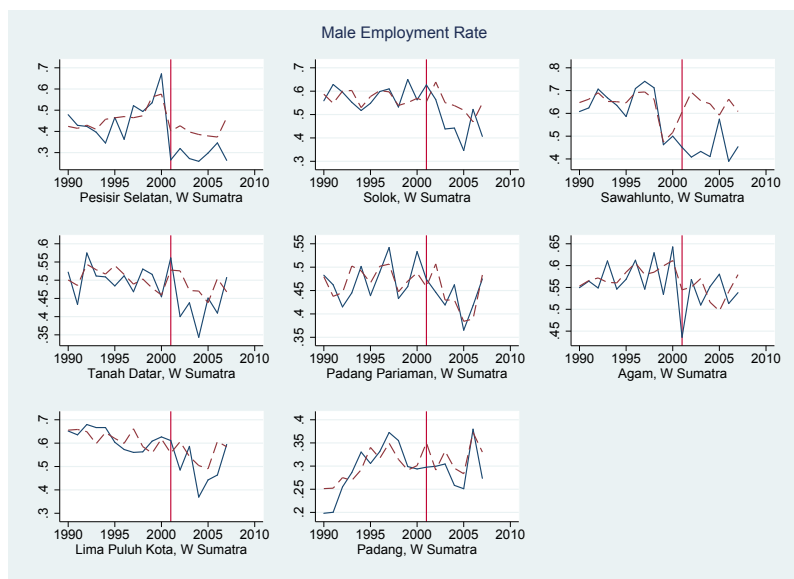 Male Employment Rate
.7
.6
.5
.4
.3
1990 1995 2000 2005 2010
Pesisir Selatan, W Sumatra
.7
.6
.5
.4
.3
1990 1995 2000 2005 2010
Solok, W Sumatra
.8
.7
.6
.5
.4
1990 1995 2000 2005 2010
Sawahlunto, W Sumatra
.6
.55
.5
.45
.4
.35
1990 1995 2000 2005 2010
Tanah Datar, W Sumatra
.55
.5
.45
.4
.35
1990 1995 2000 2005 2010
Padang Pariaman, W Sumatra
.65
.6
.55
.5
.45
1990 1995 2000 2005 2010
Agam, W Sumatra
.7
.6
.5
.4
.3
1990 1995 2000 2005 2010
Lima Puluh Kota, W Sumatra
.4
.35
.3
.25
.2
1990 1995 2000 2005 2010
Padang, W Sumatra